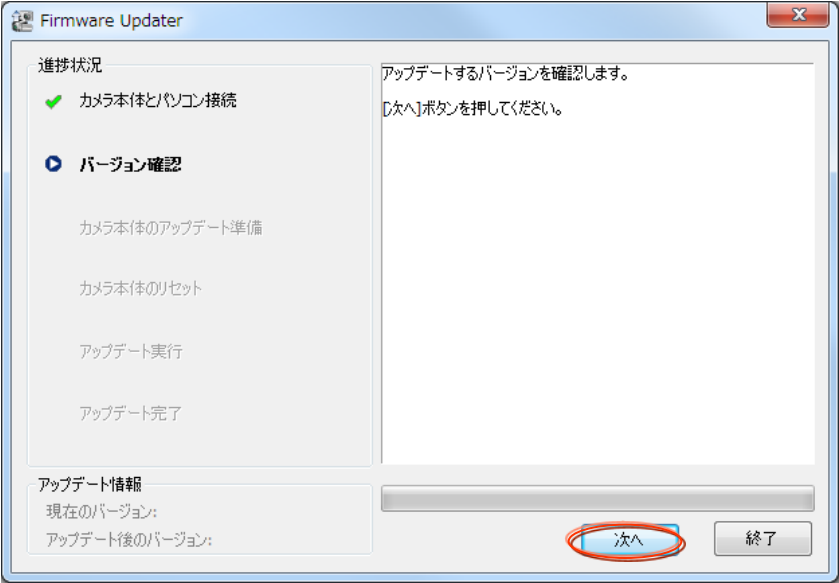 Firmware Updater
進捗状況
カメラ本体とパソコン接続
バージョン確認
カメラ本体のアップデート準備
カメラ本体のリセット
アップデート実行
アップデート完了
アップデート情報
現在のバージョン:
アップデート後のバージョン:
アップデートするバージョンを確認します。
[次へ]ボタンを押してください。
次へ
終了